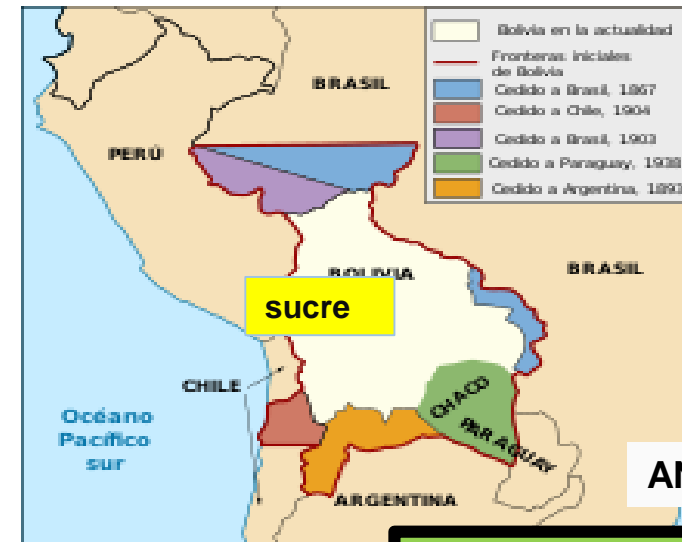 Bolivia en la actualidad
Fronteras iniciales
de Bolivia
Cedido a Brasil, 1867
Cedido a Chile, 1904
Cedido a Brasil, 1903
Cedido a Paraguay, 1938
Cedido a Argentina, 1893
BRASIL
PERÚ
BOLIVIA
BRASIL
sucre
CHILE
CHACO
PARAGUAY
Océano
Pacífico
sur
AN
ARGENTINA